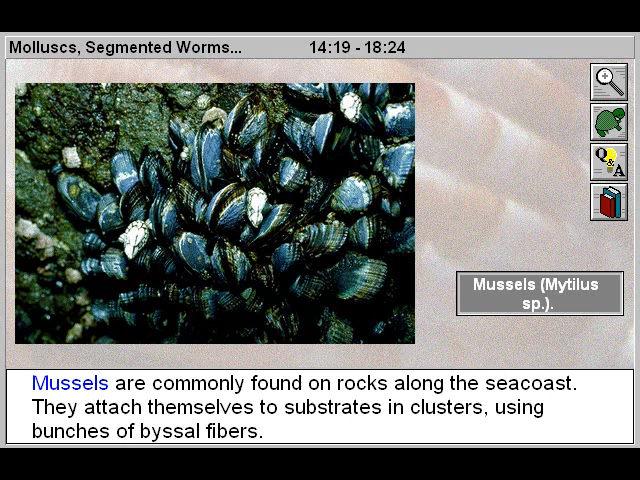 Molluscs, Segmented Worms... 14:19 - 18:24
Q & A
Mussels (Mytilus
sp.).
Mussels are commonly found on rocks along the seacoast.
They attach themselves to substrates in clusters, using
bunches of byssal fibers.